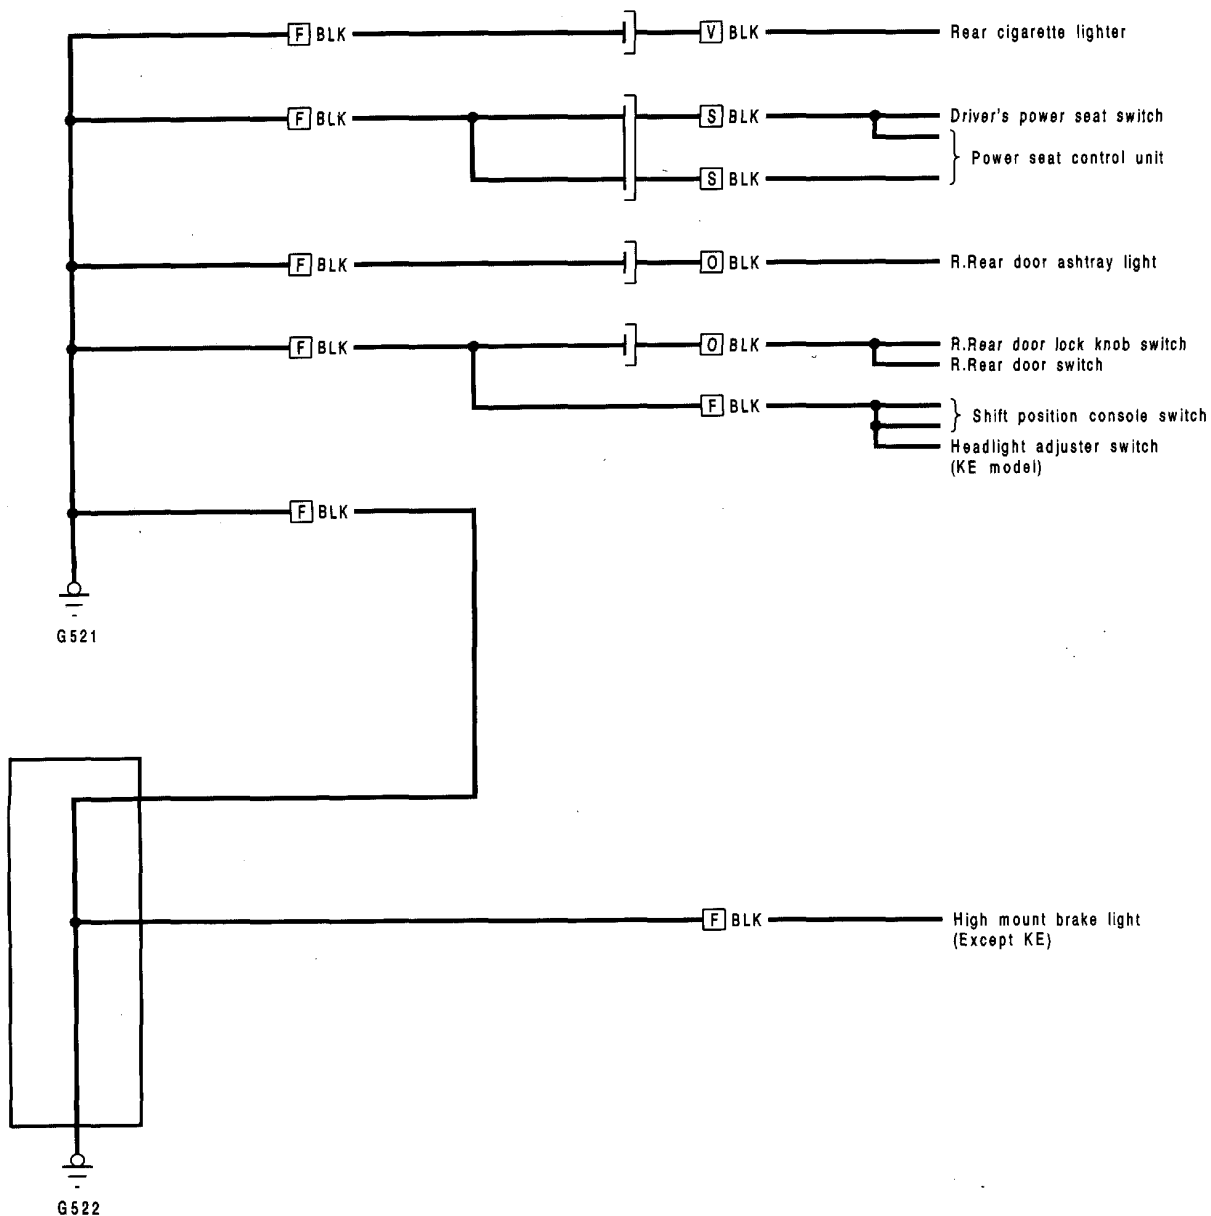 F BLK V BLK Rear cigarette lighter
F BLK S BLK Driver's power seat switch
Power seat control unit
S BLK
F BLK O BLK R.Rear door ashtray light
F BLK O BLK R.Rear door lock knob switch
R.Rear door switch
F BLK Shift position console switch
Headlight adjuster switch
(KE model)
F BLK
G521
F BLK High mount brake light
(Except KE)
G522